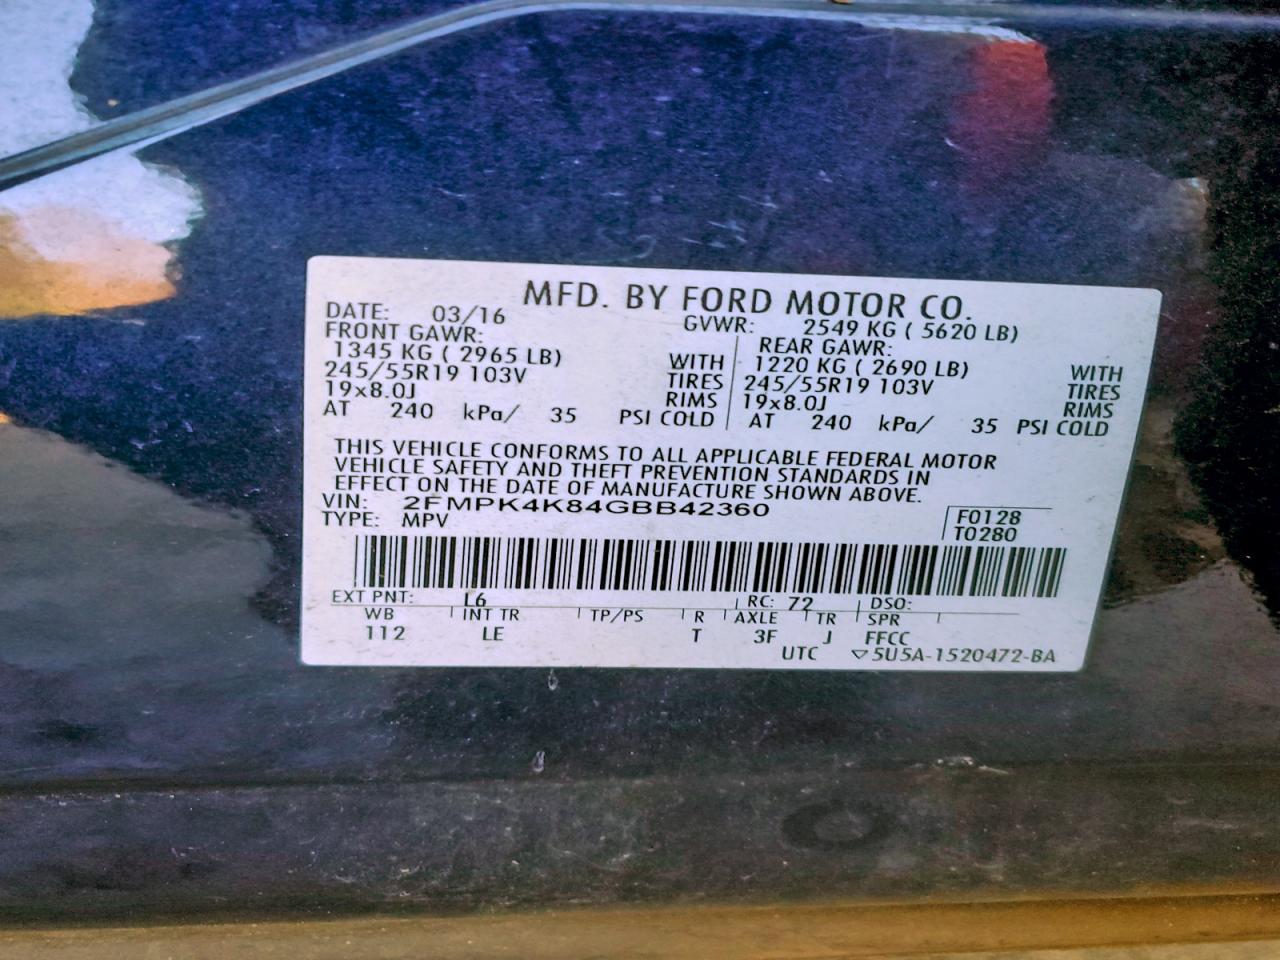 MFD. BY FORD MOTOR CO.
DATE: 03/16 GVWR: 2549 KG ( 5620 LB)
FRONT GAWR: REAR GAWR:
1345 KG ( 2965 LB) WITH 1220 KG ( 2690 LB) WITH
245/55R19 103V TIRES 245/55R19 103V TIRES
19x8.0J RIMS 19x8.0J RIMS
AT 240 kPa/ 35 PSI COLD AT 240 kPa/ 35 PSI COLD
THIS VEHICLE CONFORMS TO ALL APPLICABLE FEDERAL MOTOR
VEHICLE SAFETY AND THEFT PREVENTION STANDARDS IN
EFFECT ON THE DATE OF MANUFACTURE SHOWN ABOVE.
VIN: 2FMPK4K84GBB42360 F0128
TYPE: MPV T0280
EXT PNT: L6 RC: 72 DSO:
WB INT TR TP/PS R AXLE TR SPR
112 LE T 3F J FFCC
UTC ▽5U5A-1520472-BA